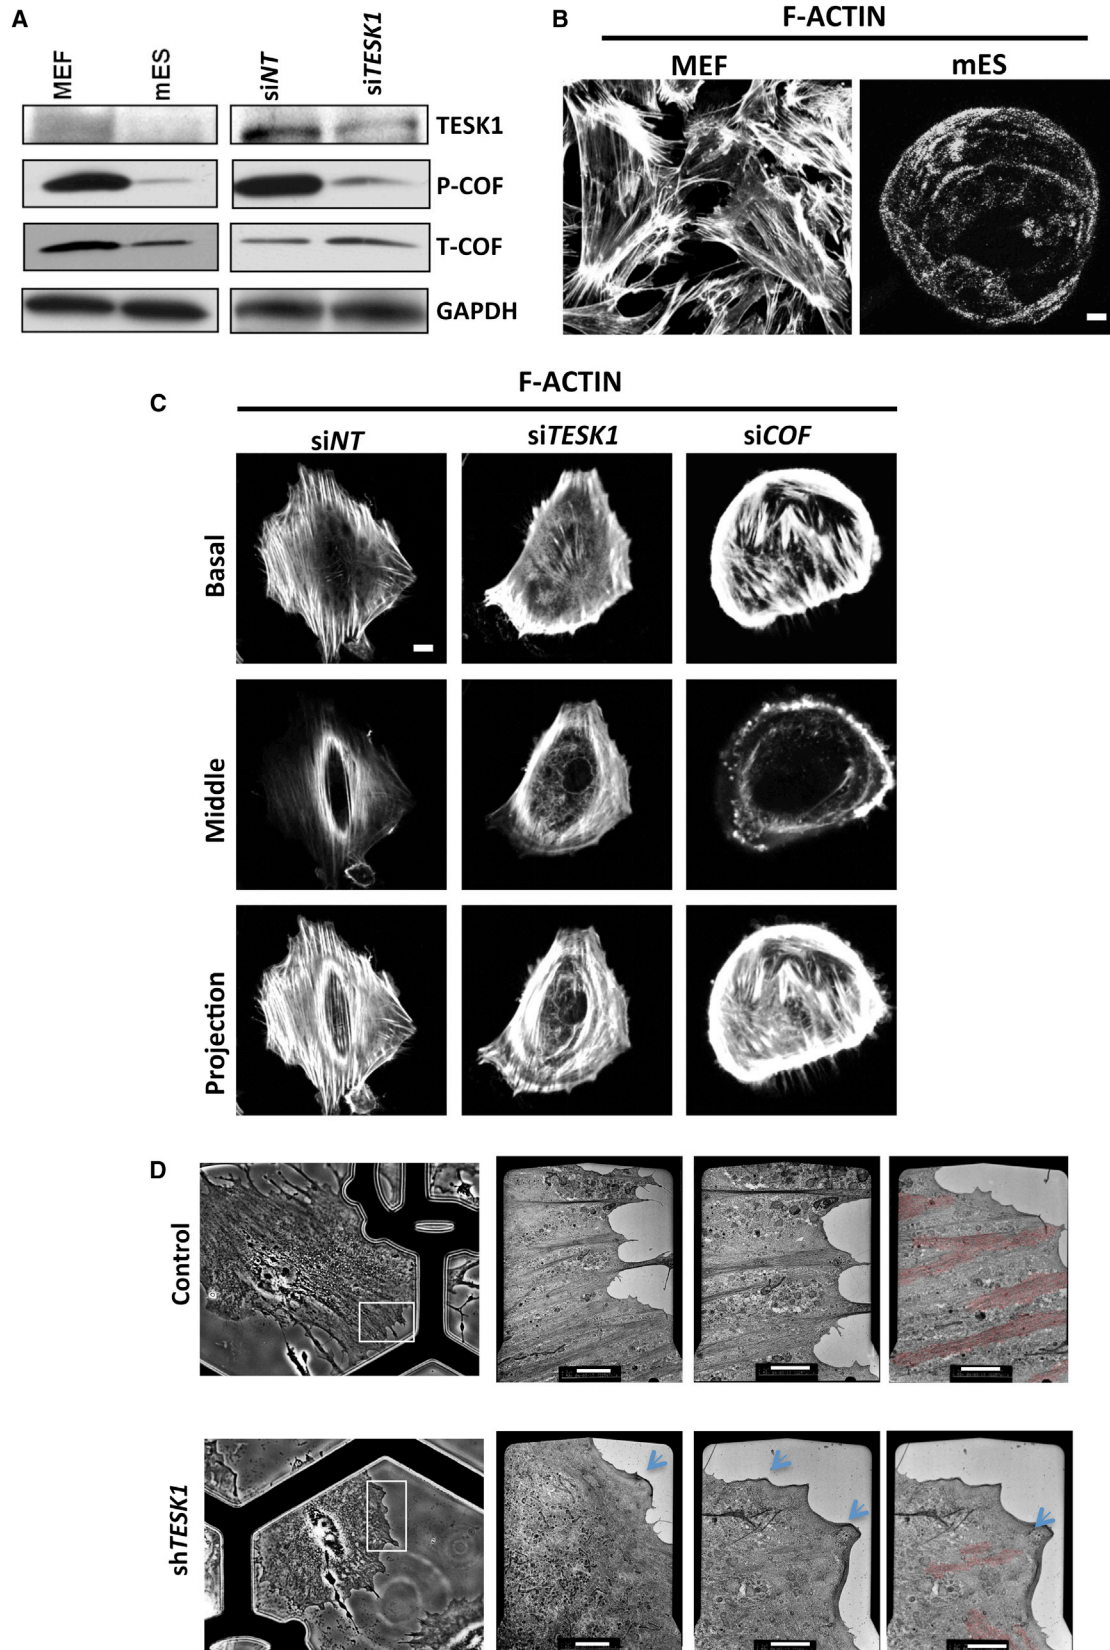 A
MEF
mES
siNT
siTESK1
TESK1
P-COF
T-COF
GAPDH
B
F-ACTIN
MEF
mES
C
F-ACTIN
siNT
siTESK1
siCOF
Basal
Middle
Projection
D
Control
shTESK1